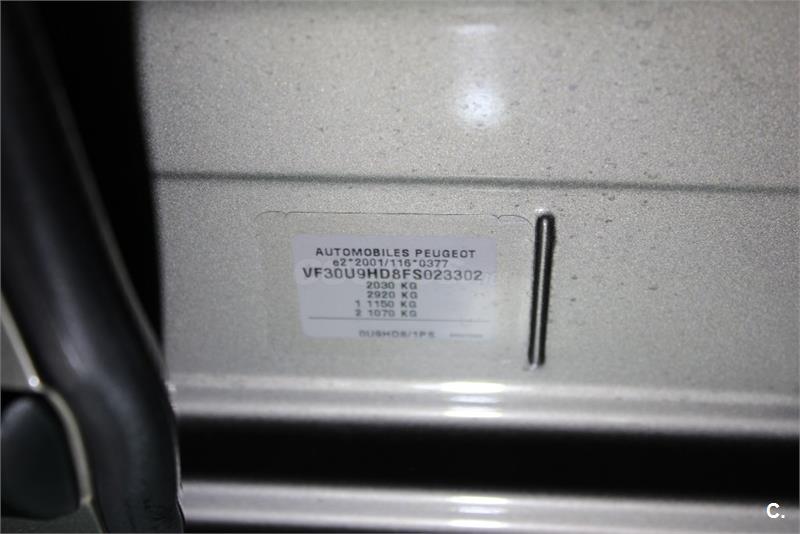 AUTOMOBILES PEUGEOT
e2*2001/116*0377
VF30U9HD8FS023302
2030 KG
2920 KG
1 1150 KG
2 1070 KG
0U9HD8/1PS
C.